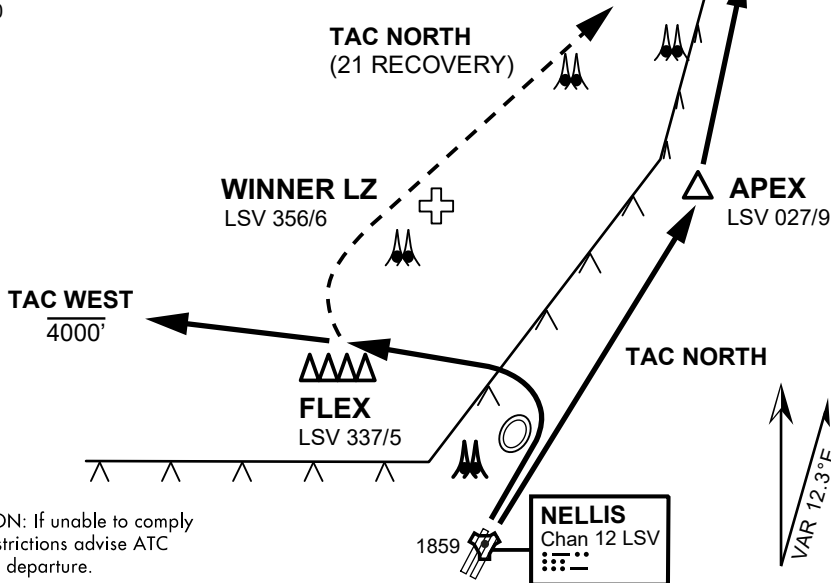 TAC NORTH
(21 RECOVERY)
WINNER LZ
LSV 356/6
APEX
LSV 027/9
TAC WEST
4000’
TAC NORTH
FLEX
LSV 337/5
ON: If unable to comply
strictions advise ATC
departure.
1859
NELLIS
Chan 12 LSV
VAR 12.3°E